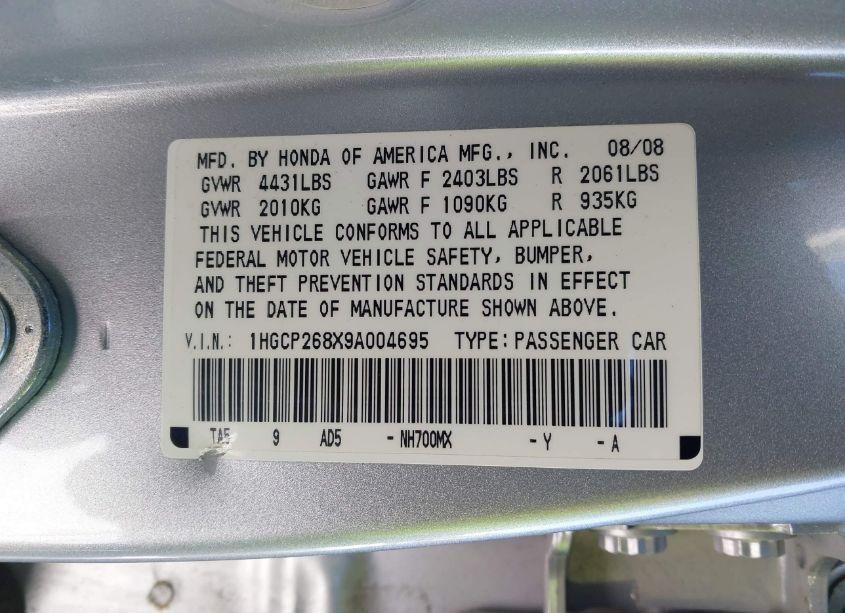 MFD. BY HONDA OF AMERICA MFG., INC. 08/08
GVWR 4431LBS GAWR F 2403LBS R 2061LBS
GVWR 2010KG GAWR F 1090KG R 935KG
THIS VEHICLE CONFORMS TO ALL APPLICABLE
FEDERAL MOTOR VEHICLE SAFETY, BUMPER,
AND THEFT PREVENTION STANDARDS IN EFFECT
ON THE DATE OF MANUFACTURE SHOWN ABOVE.
V.I.N.: 1HGCP268X9A004695 TYPE:PASSENGER CAR
TA5 9 AD5 -NH700MX -Y -A